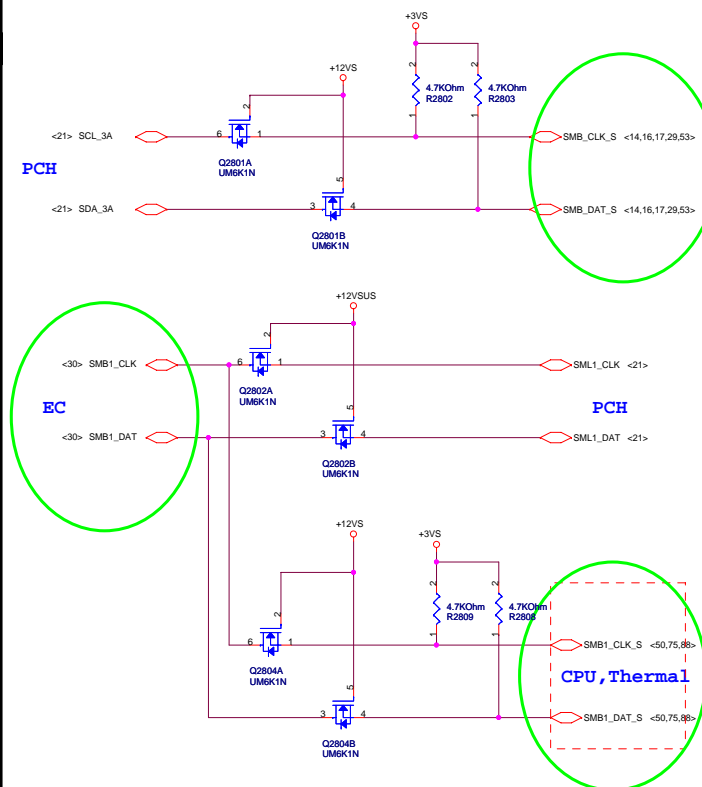 +3VS
+12VS
2
2
4.7KOhm
R2802
4.7KOhm
R2803
2
1
1
<21> SCL_3A
6
1
SMB_CLK_S <14,16,17,29,53>
Q2801A
UM6K1N
PCH
5
<21> SDA_3A
3
4
SMB_DAT_S <14,16,17,29,53>
Q2801B
UM6K1N
+12VSUS
2
<30> SMB1_CLK
6
1
SML1_CLK <21>
Q2802A
UM6K1N
EC
PCH
5
<30> SMB1_DAT
3
4
SML1_DAT <21>
Q2802B
UM6K1N
+12VS
+3VS
2
2
4.7KOhm
R2809
4.7KOhm
R2808
2
1
1
6
1
SMB1_CLK_S <50,75,88>
Q2804A
UM6K1N
CPU,Thermal
5
3
4
SMB1_DAT_S <50,75,88>
Q2804B
UM6K1N